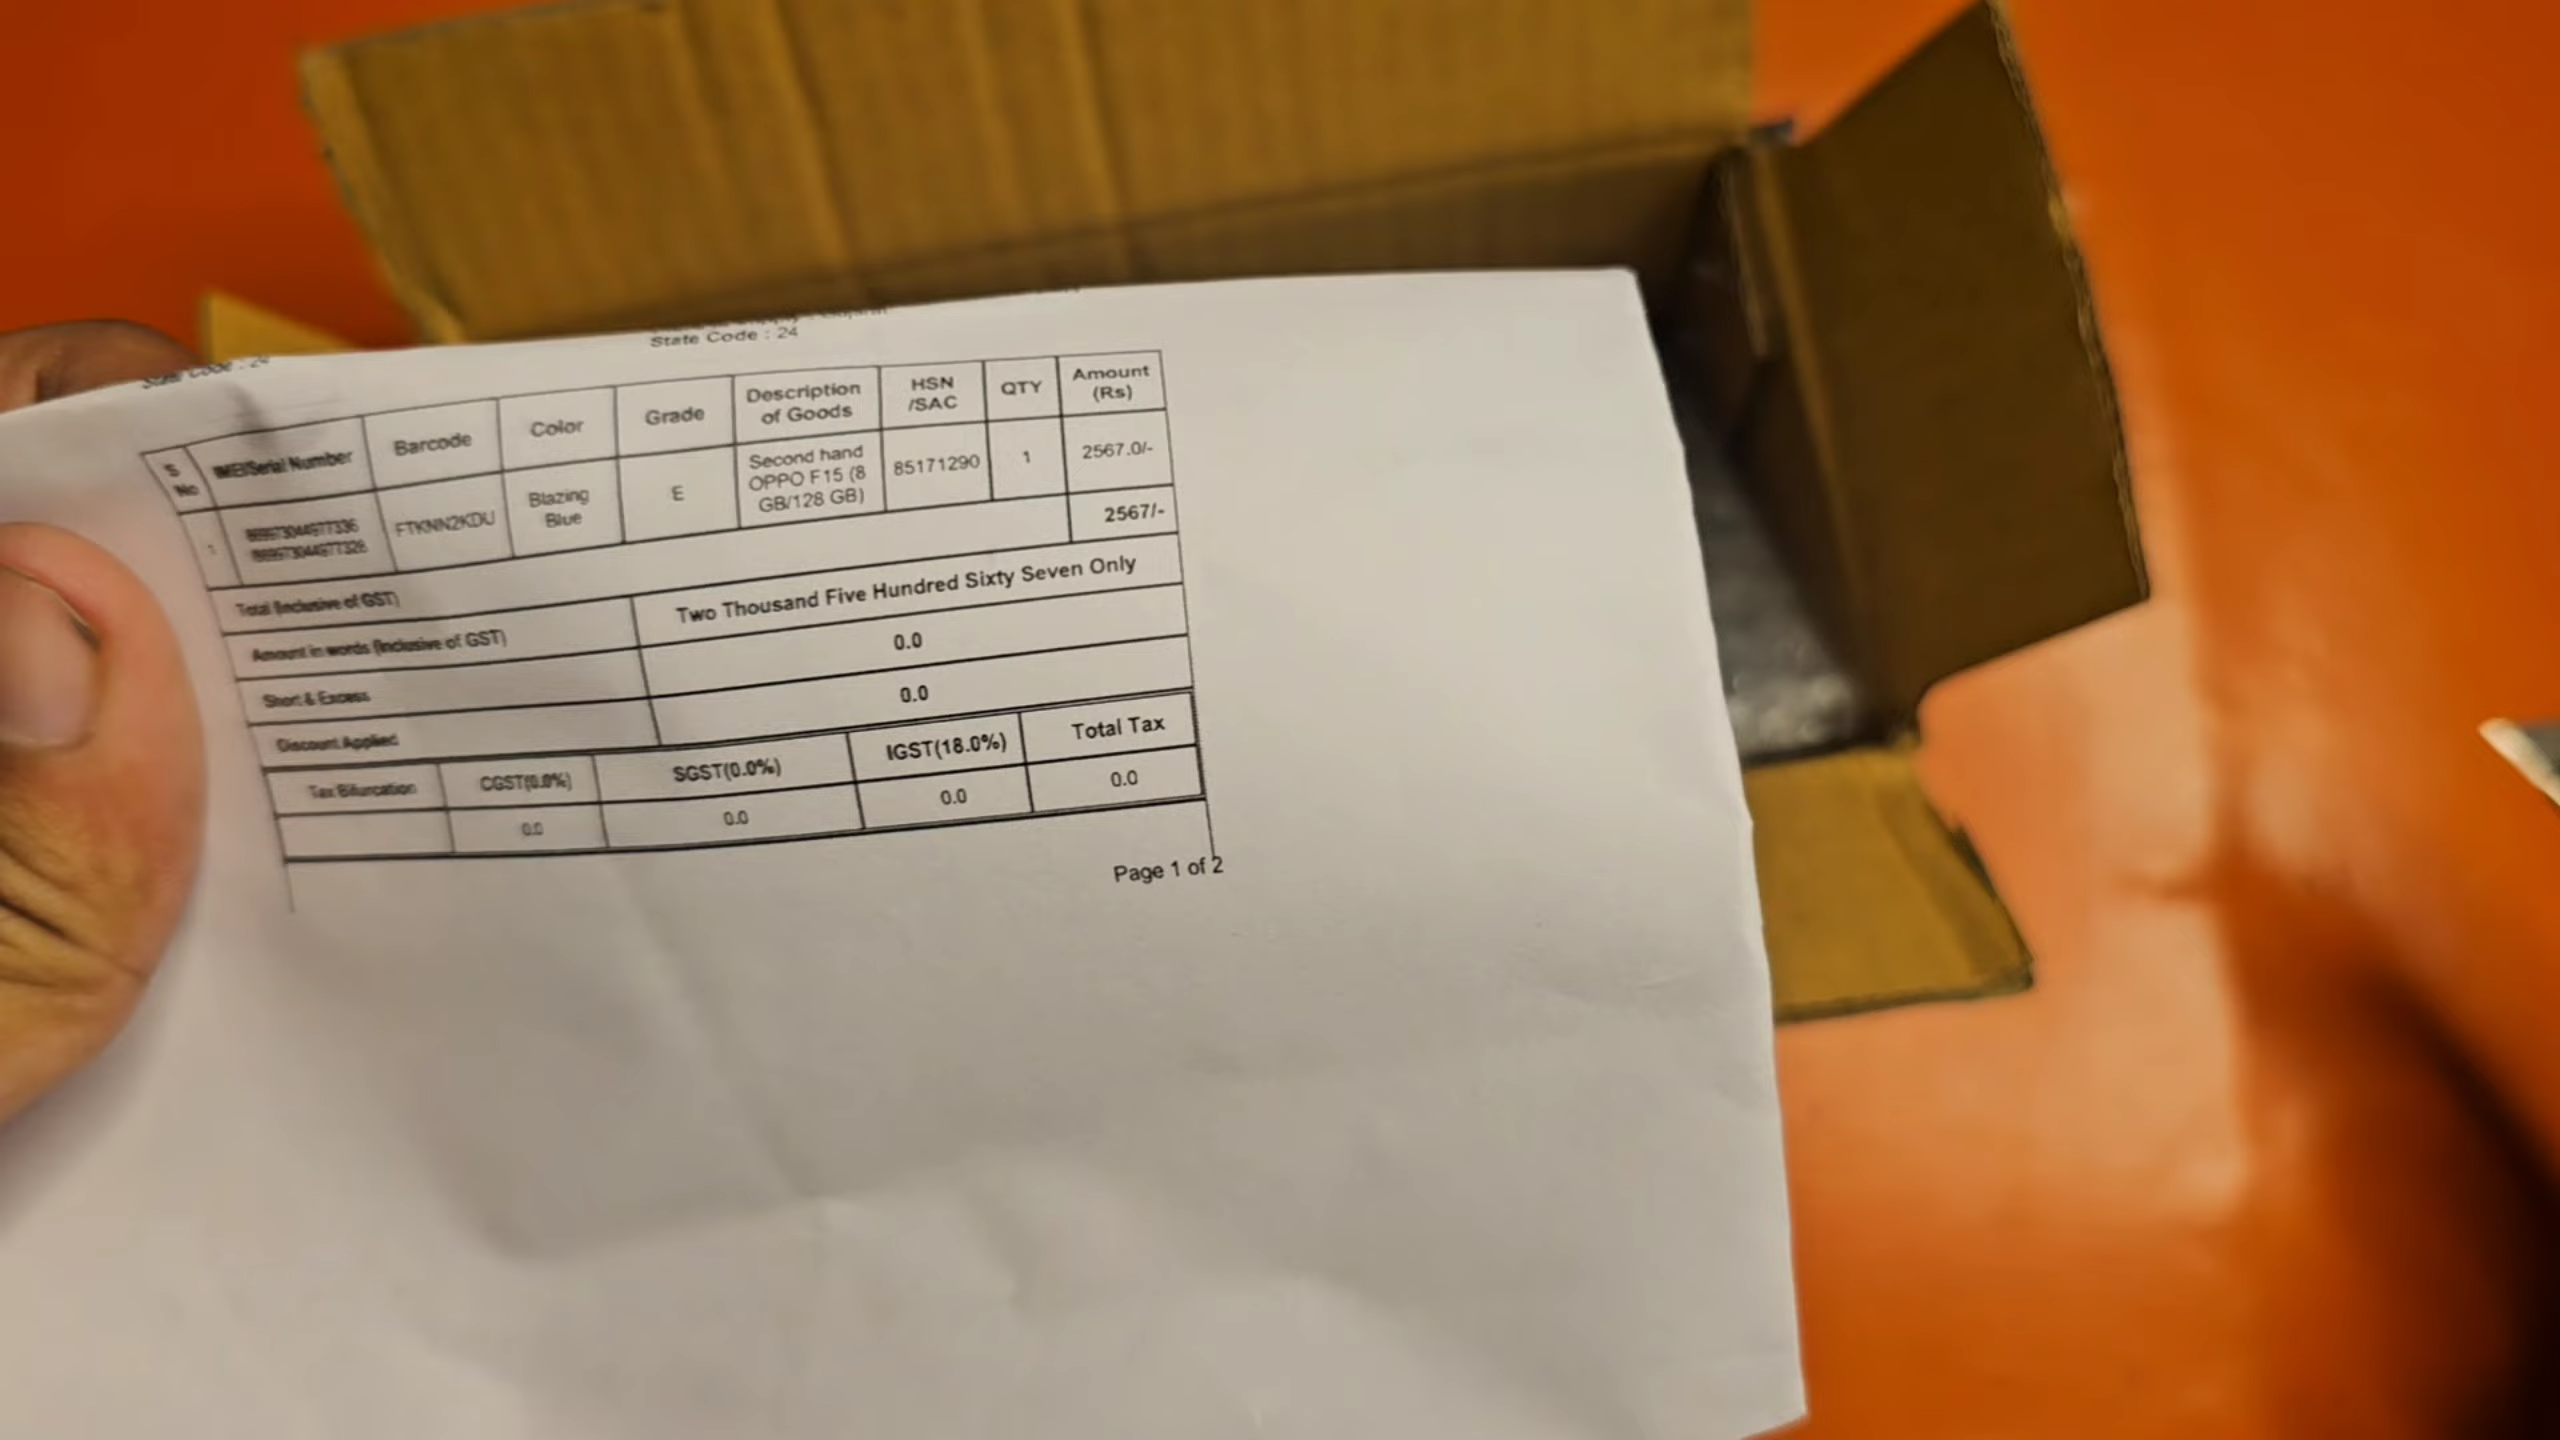 State Code : 24
State Code : 24
S No
IMEI/Serial Number
Barcode
Color
Grade
Description of Goods
HSN /SAC
QTY
Amount (Rs)
1
FTKNN2KDU
Blazing Blue
E
Second hand OPPO F15 (8 GB/128 GB)
85171290
1
2567.0/-
Total (Inclusive of GST)
2567/-
Amount in words (Inclusive of GST)
Two Thousand Five Hundred Sixty Seven Only
Short & Excess
0.0
Discount Applied
0.0
Tax Bifurcation
CGST(0.0%)
SGST(0.0%)
IGST(18.0%)
Total Tax
0.0
0.0
0.0
0.0
Page 1 of 2